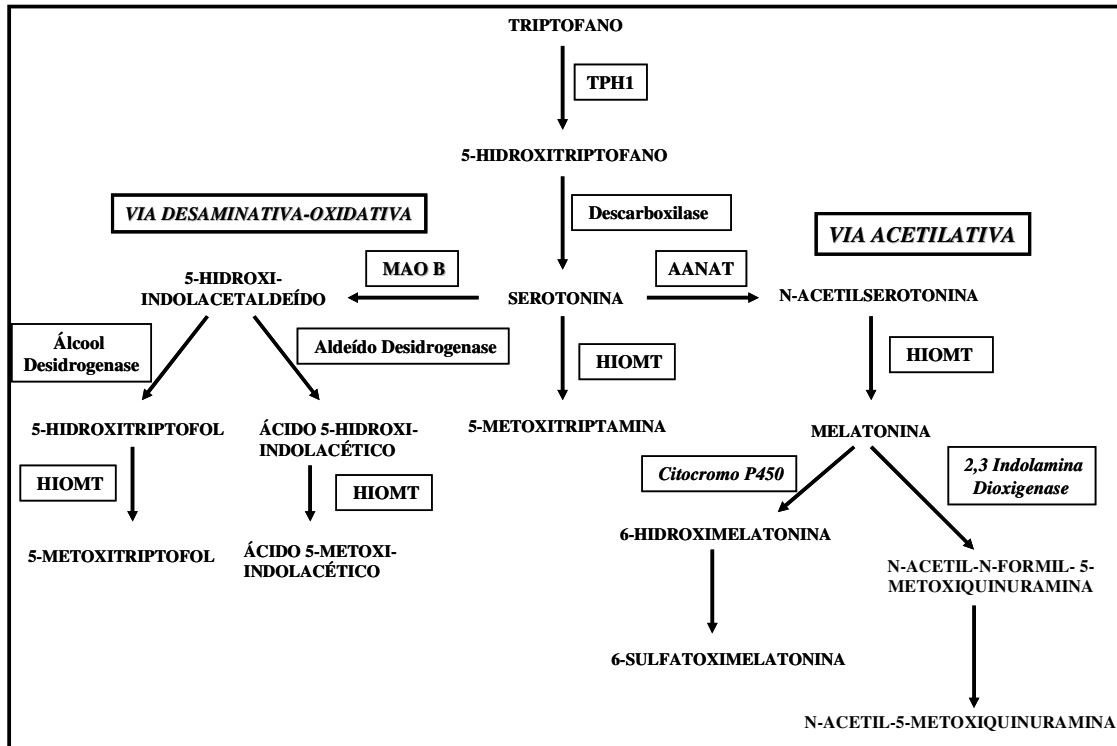 TRIPTOFANO
TPH1
5-HIDROXITRIPTOFANO
VIA DESAMINATIVA-OXIDATIVA
Descarboxilase
VIA ACETILATIVA
5-HIDROXI-
INDOLACETALDEÍDO
MAO B
SEROTONINA
AANAT
N-ACETILSEROTONINA
Álcool
Desidrogenase
Aldeído Desidrogenase
HIOMT
HIOMT
5-HIDROXITRIPTOFOL
ÁCIDO 5-HIDROXI-
INDOLACÉTICO
5-METOXITRIPTAMINA
MELATONINA
HIOMT
HIOMT
Citocromo P450
2,3 Indolamina
Dioxigenase
5-METOXITRIPTOFOL
ÁCIDO 5-METOXI-
INDOLACÉTICO
6-HIDROXIMELATONINA
N-ACETIL-N-FORMIL- 5-
METOXIQUINURAMINA
6-SULFATOXIMELATONINA
N-ACETIL-5-METOXIQUINURAMINA